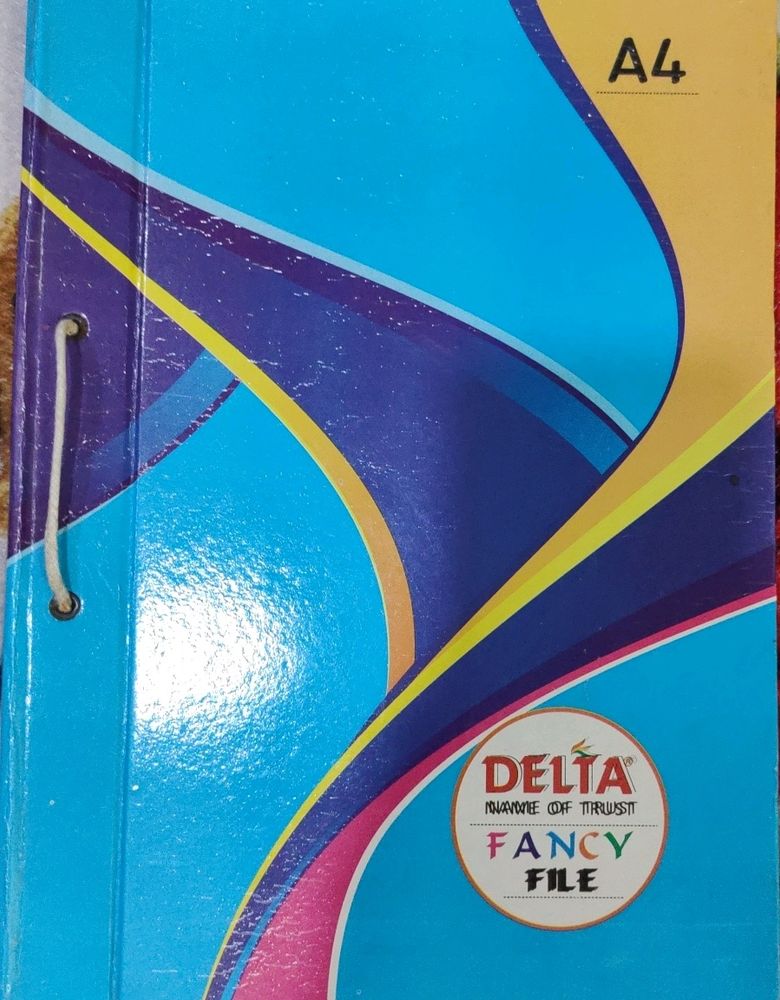 A4
DELTA®
NAME OF TRUST
FANCY
FILE